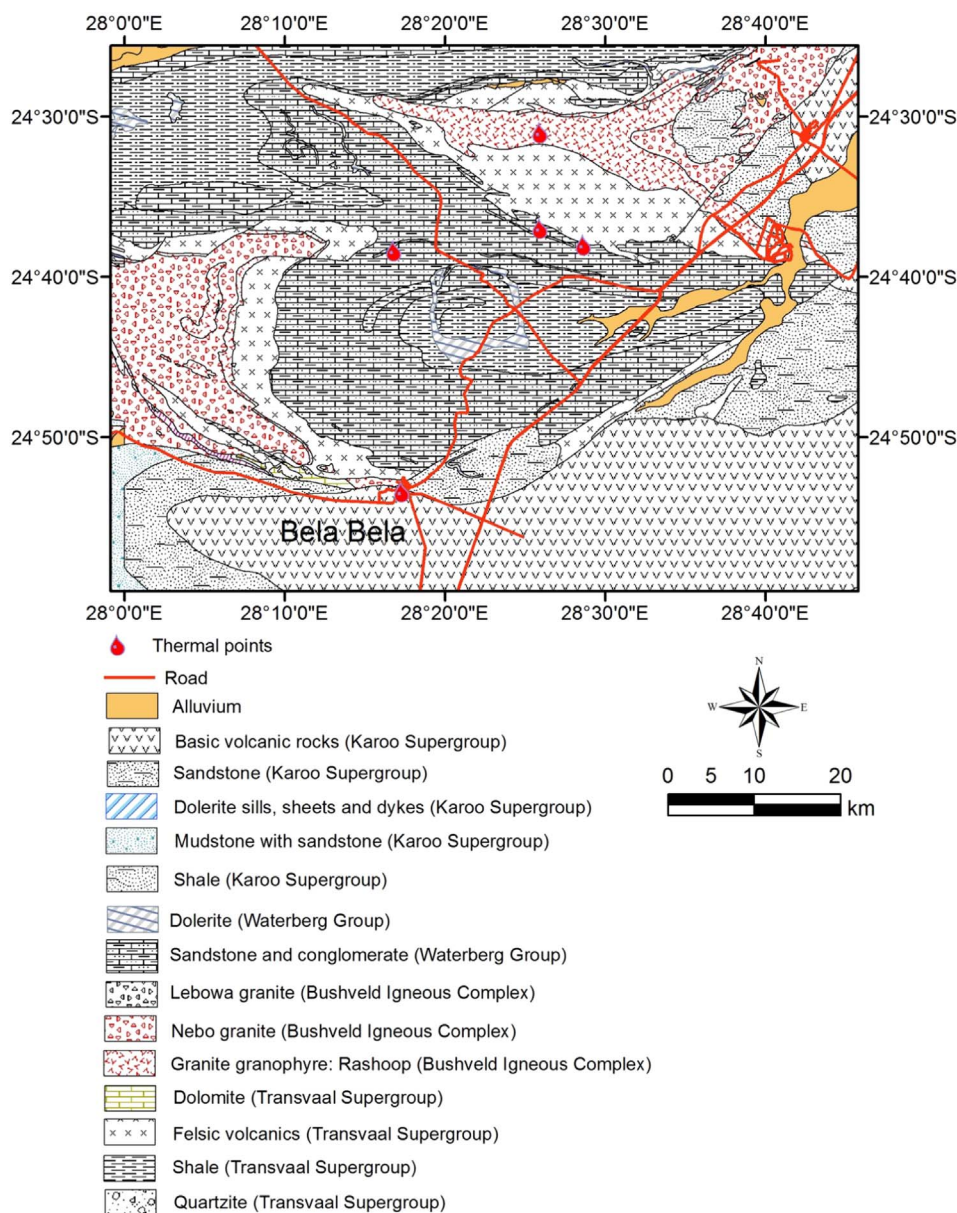 28°0'0"E 28°10'0"E 28°20'0"E 28°30'0"E 28°40'0"E
24°30'0"S 24°30'0"S
24°40'0"S 24°40'0"S
24°50'0"S 24°50'0"S
Bela Bela
28°0'0"E 28°10'0"E 28°20'0"E 28°30'0"E 28°40'0"E
Thermal points
Road
Alluvium
Basic volcanic rocks (Karoo Supergroup)
Sandstone (Karoo Supergroup)
Dolerite sills, sheets and dykes (Karoo Supergroup)
Mudstone with sandstone (Karoo Supergroup)
Shale (Karoo Supergroup)
Dolerite (Waterberg Group)
Sandstone and conglomerate (Waterberg Group)
Lebowa granite (Bushveld Igneous Complex)
Nebo granite (Bushveld Igneous Complex)
Granite granophyre: Rashoop (Bushveld Igneous Complex)
Dolomite (Transvaal Supergroup)
Felsic volcanics (Transvaal Supergroup)
Shale (Transvaal Supergroup)
Quartzite (Transvaal Supergroup)
N
W E
S
0 5 10 20
km